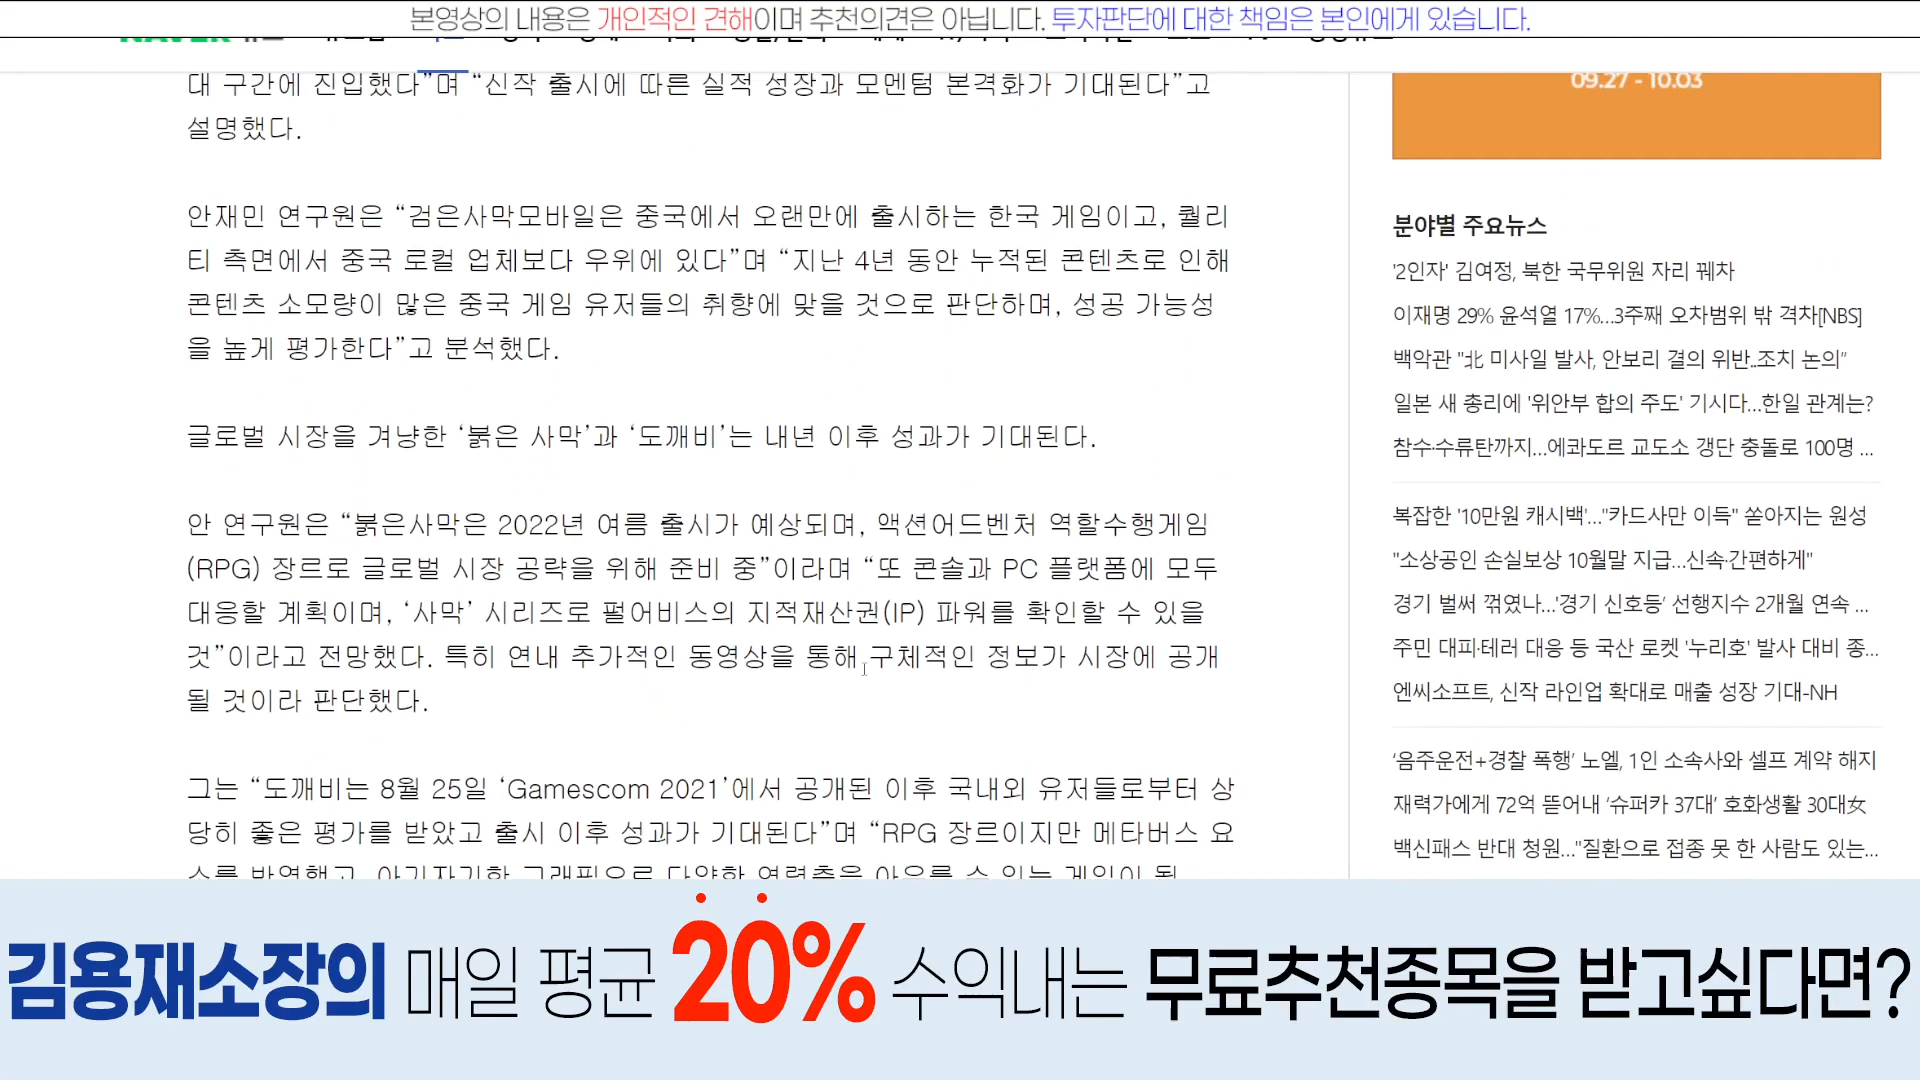 본영상의 내용은 개인적인 견해이며 추천의견은 아닙니다. 투자판단에 대한 책임은 본인에게 있습니다.
대 구간에 진입했다”며 “신작 출시에 따른 실적 성장과 모멘텀 본격화가 기대된다”고
설명했다.
안재민 연구원은 “검은사막모바일은 중국에서 오랜만에 출시하는 한국 게임이고, 퀄리
티 측면에서 중국 로컬 업체보다 우위에 있다”며 “지난 4년 동안 누적된 콘텐츠로 인해
콘텐츠 소모량이 많은 중국 게임 유저들의 취향에 맞을 것으로 판단하며, 성공 가능성
을 높게 평가한다”고 분석했다.
글로벌 시장을 겨냥한 ‘붉은 사막’과 ‘도깨비’는 내년 이후 성과가 기대된다.
안 연구원은 “붉은사막은 2022년 여름 출시가 예상되며, 액션어드벤처 역할수행게임
(RPG) 장르로 글로벌 시장 공략을 위해 준비 중”이라며 “또 콘솔과 PC 플랫폼에 모두
대응할 계획이며, ‘사막’ 시리즈로 펄어비스의 지적재산권(IP) 파워를 확인할 수 있을
것”이라고 전망했다. 특히 연내 추가적인 동영상을 통해 구체적인 정보가 시장에 공개
될 것이라 판단했다.
그는 “도깨비는 8월 25일 ‘Gamescom 2021’에서 공개된 이후 국내외 유저들로부터 상
당히 좋은 평가를 받았고 출시 이후 성과가 기대된다”며 “RPG 장르이지만 메타버스 요
소를 반영했고, 아기자기한 그래픽으로 다양한 연령층을 아우를 수 있는 게임이 될
09.27 - 10.03
분야별 주요뉴스
'2인자' 김여정, 북한 국무위원 자리 꿰차
이재명 29% 윤석열 17%...3주째 오차범위 밖 격차[NBS]
백악관 "北 미사일 발사, 안보리 결의 위반..조치 논의"
일본 새 총리에 '위안부 합의 주도' 기시다...한일 관계는?
참수·수류탄까지...에콰도르 교도소 갱단 충돌로 100명 ...
복잡한 '10만원 캐시백'..."카드사만 이득" 쏟아지는 원성
"소상공인 손실보상 10월말 지급...신속·간편하게"
경기 벌써 꺾였나...'경기 신호등' 선행지수 2개월 연속 ...
주민 대피·테러 대응 등 국산 로켓 '누리호' 발사 대비 종...
엔씨소프트, 신작 라인업 확대로 매출 성장 기대-NH
‘음주운전+경찰 폭행’ 노엘, 1인 소속사와 셀프 계약 해지
재력가에게 72억 뜯어내 ‘슈퍼카 37대’ 호화생활 30대女
백신패스 반대 청원..."질환으로 접종 못 한 사람도 있는...
김용재소장의 매일 평균 20% 수익내는 무료추천종목을 받고싶다면?